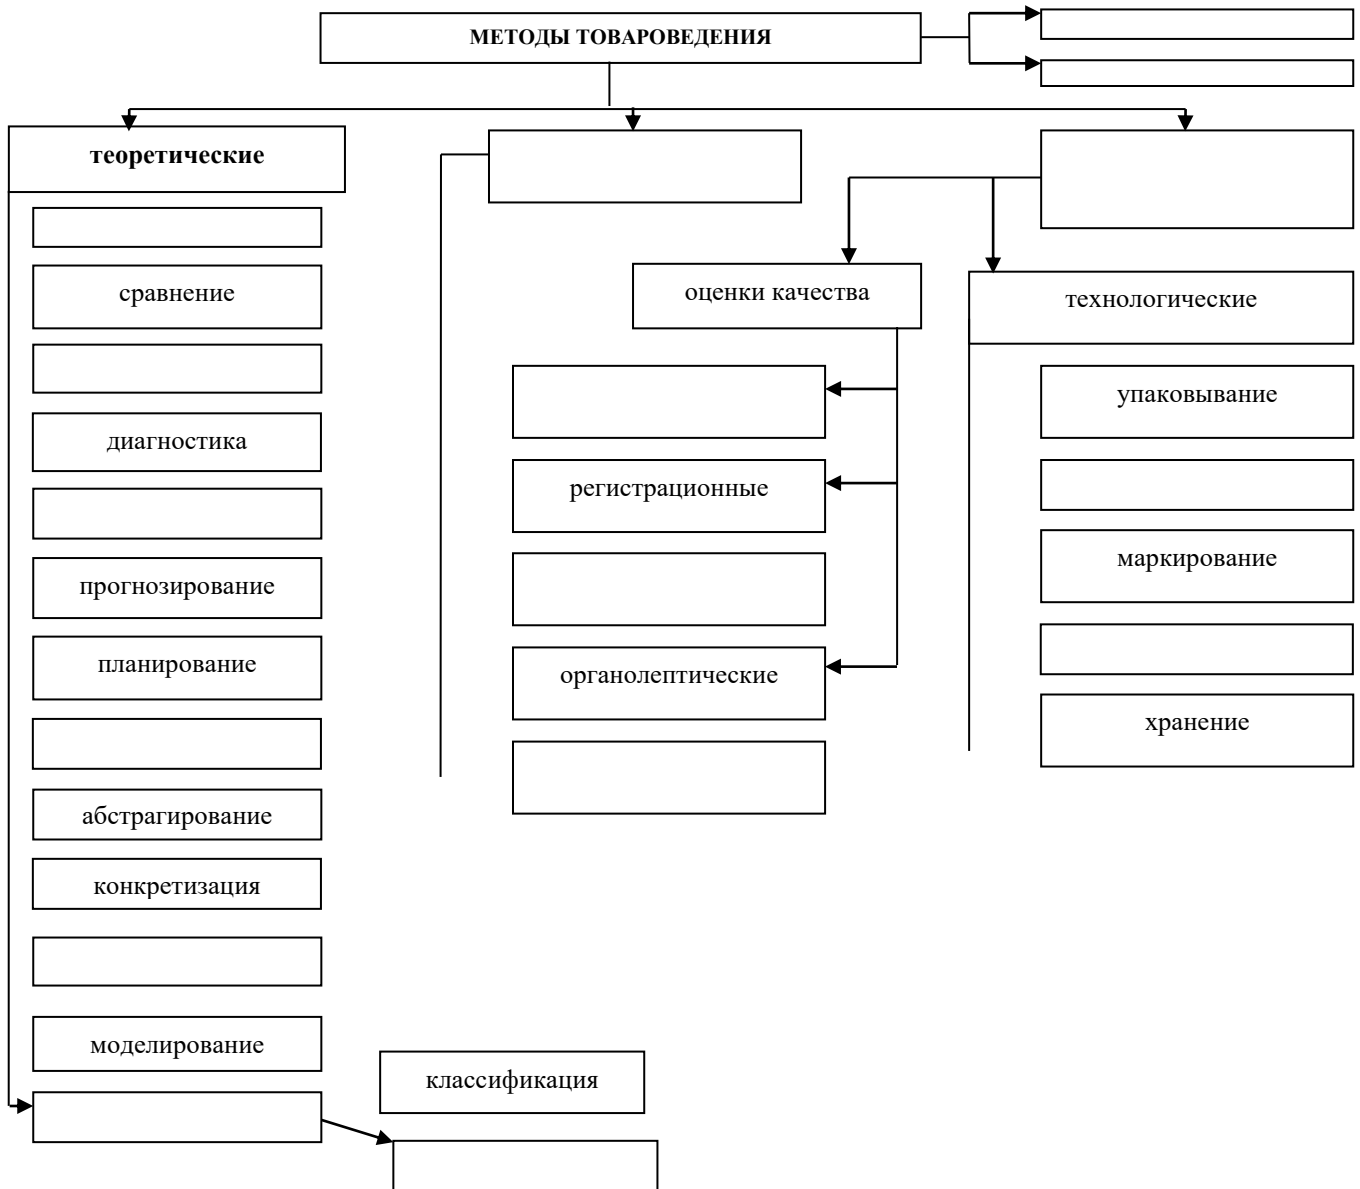 МЕТОДЫ ТОВАРОВЕДЕНИЯ
теоретические
сравнение
диагностика
прогнозирование
планирование
абстрагирование
конкретизация
моделирование
классификация
оценки качества
регистрационные
органолептические
технологические
упаковывание
маркирование
хранение